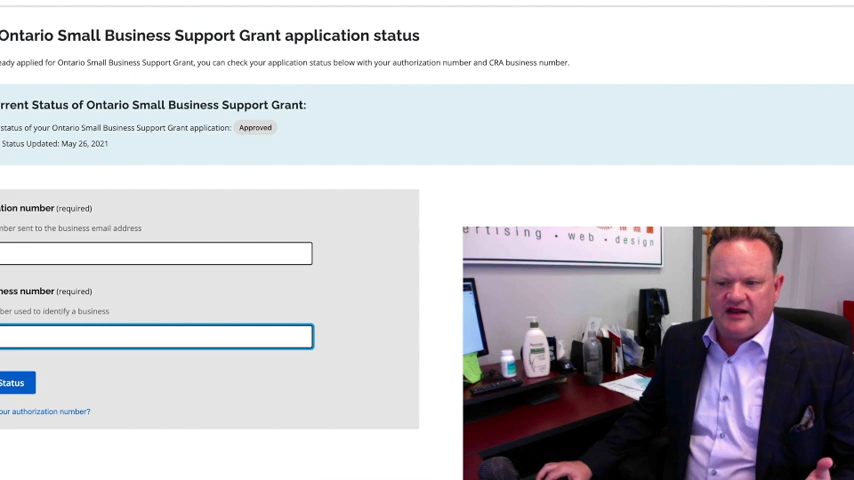 Ontario Small Business Support Grant application status
eady applied for Ontario Small Business Support Grant, you can check your application status below with your authorization number and CRA business number.
rrent Status of Ontario Small Business Support Grant:
status of your Ontario Small Business Support Grant application: Approved
Status Updated: May 26, 2021
ation number (required)
mber sent to the business email address
ness number (required)
ber used to identify a business
Status
our authorization number?
ertising . web . design